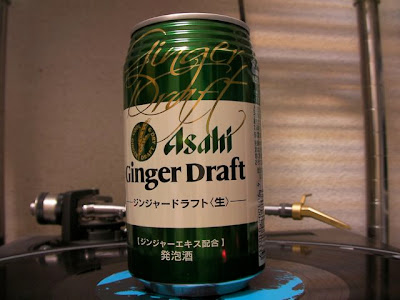 Ginger
Draft
Asahi
Ginger Draft
ジンジャードラフト〈生〉
【ジンジャーエキス配合】
発泡酒